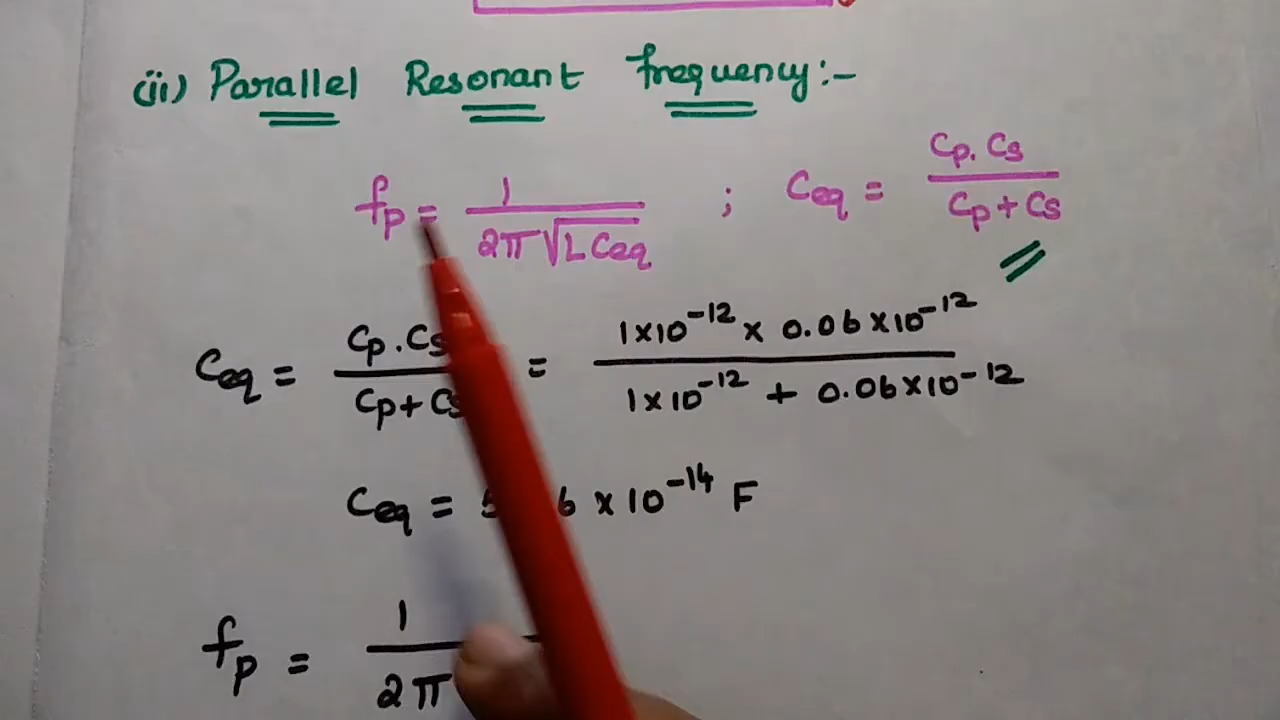 (ii) Parallel Resonant frequency:-
fp = 1 / 2π√LCeq ; Ceq = Cp.Cs / Cp+Cs
Ceq = Cp.Cs / Cp+Cs = 1×10⁻¹² × 0.06×10⁻¹² / 1×10⁻¹² + 0.06×10⁻¹²
Ceq = 6 ×10⁻¹⁴ F
fp = 1 / 2π